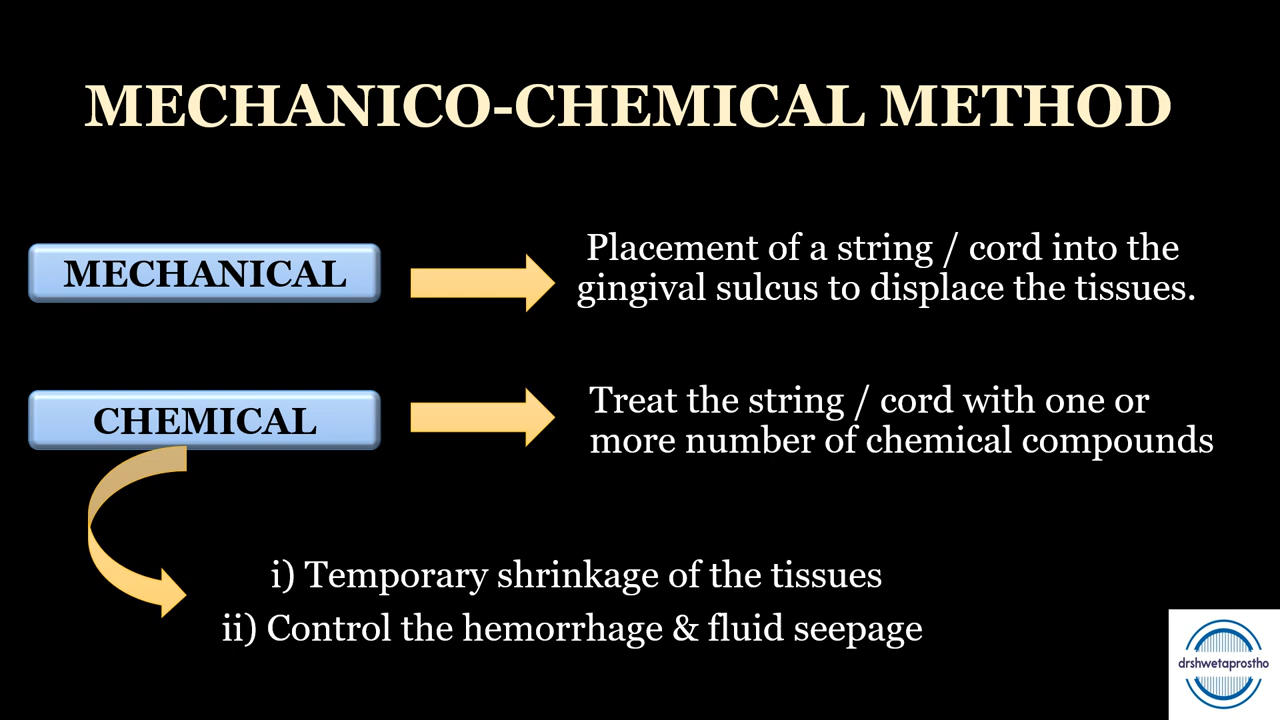 MECHANICO-CHEMICAL METHOD
MECHANICAL
Placement of a string / cord into the
gingival sulcus to displace the tissues.
CHEMICAL
Treat the string / cord with one or
more number of chemical compounds
i) Temporary shrinkage of the tissues
ii) Control the hemorrhage & fluid seepage
drshwetaprostho